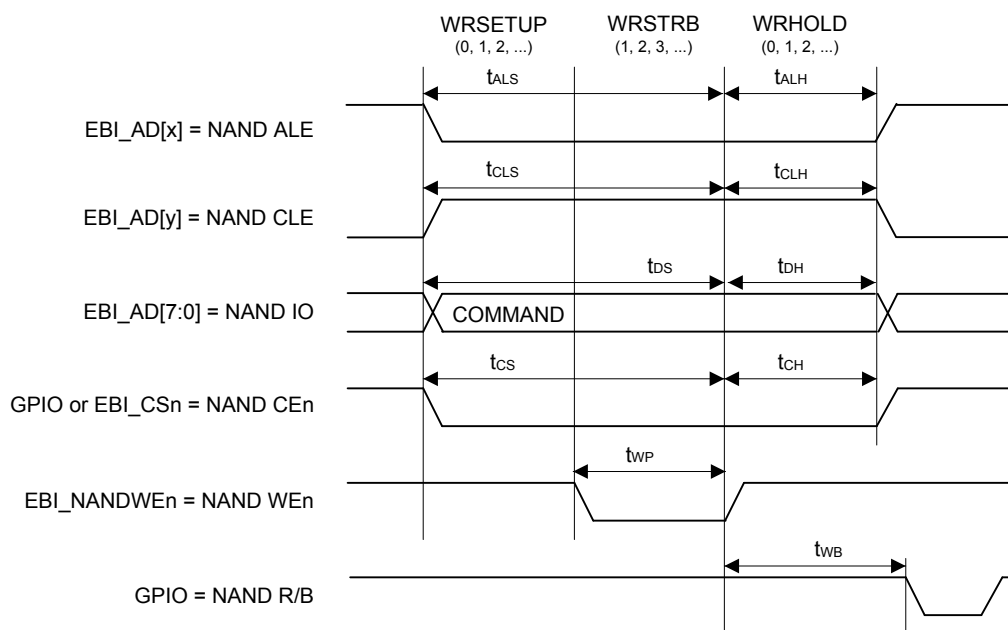 WRSETUP WRSTRB WRHOLD
(0, 1, 2, ...) (1, 2, 3, ...) (0, 1, 2, ...)
tALS tALH
EBI_AD[x] = NAND ALE
tCLS tCLH
EBI_AD[y] = NAND CLE
tDS tDH
EBI_AD[7:0] = NAND IO COMMAND
tCS tCH
GPIO or EBI_CSn = NAND CEn
tWP
EBI_NANDWEn = NAND WEn
tWB
GPIO = NAND R/B